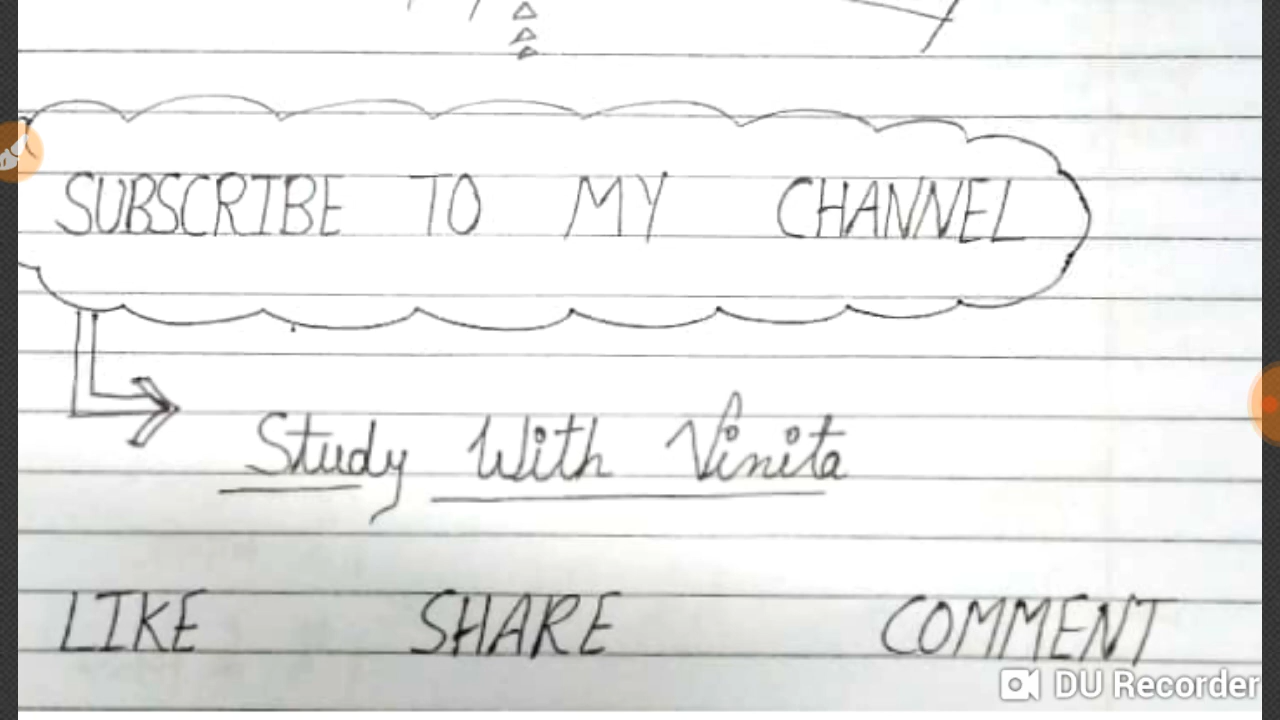 SUBSCRIBE TO MY CHANNEL
Study With Vinita
LIKE SHARE COMMENT
DU Recorder